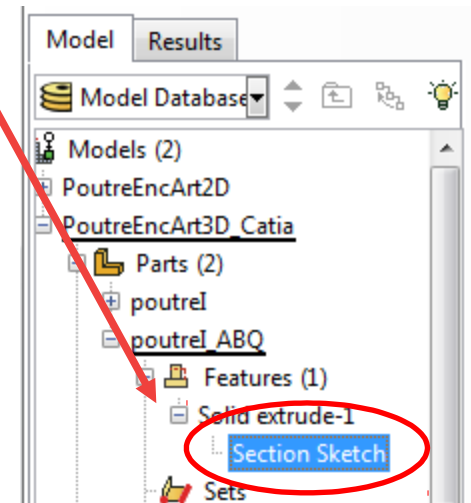 Model Results
Model Database
Models (2)
PoutreEncArt2D
PoutreEncArt3D_Catia
Parts (2)
poutreI
poutreI_ABQ
Features (1)
Solid extrude-1
Section Sketch
Sets